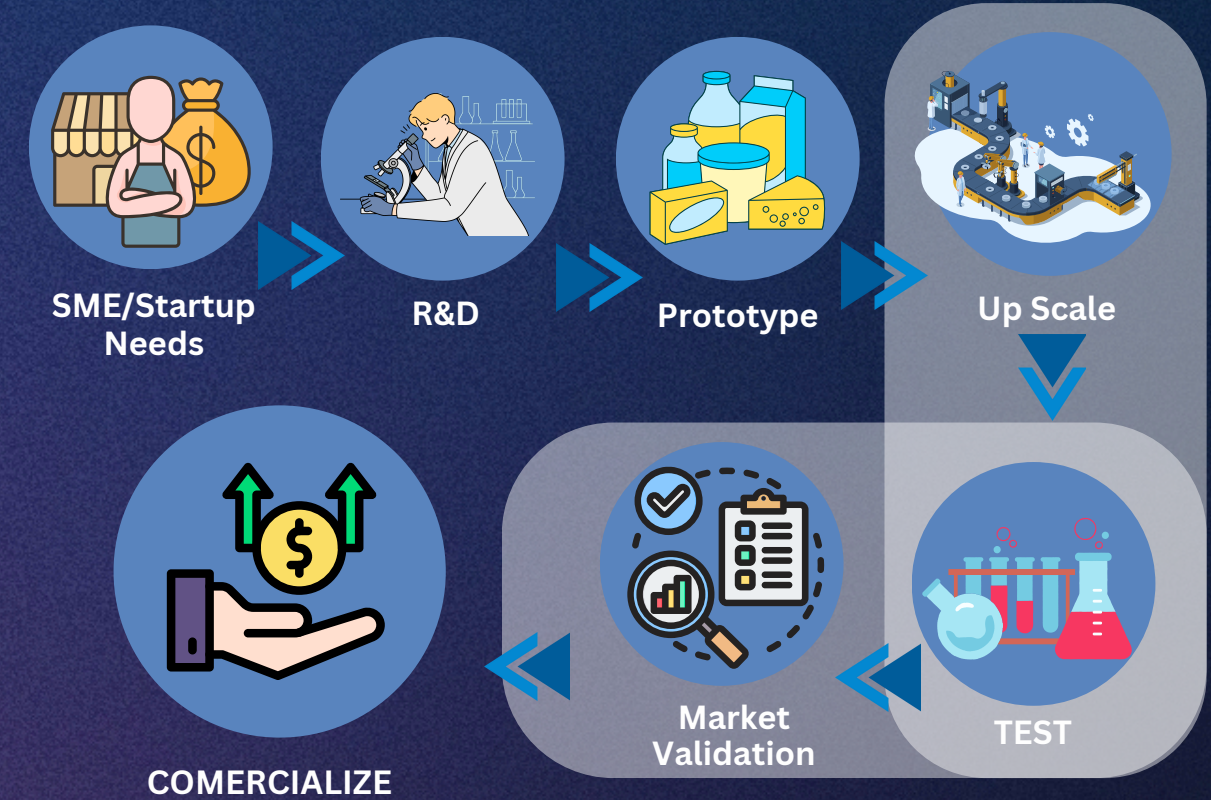 SME/Startup
Needs
R&D
Prototype
Up Scale
TEST
Market
Validation
COMERCIALIZE